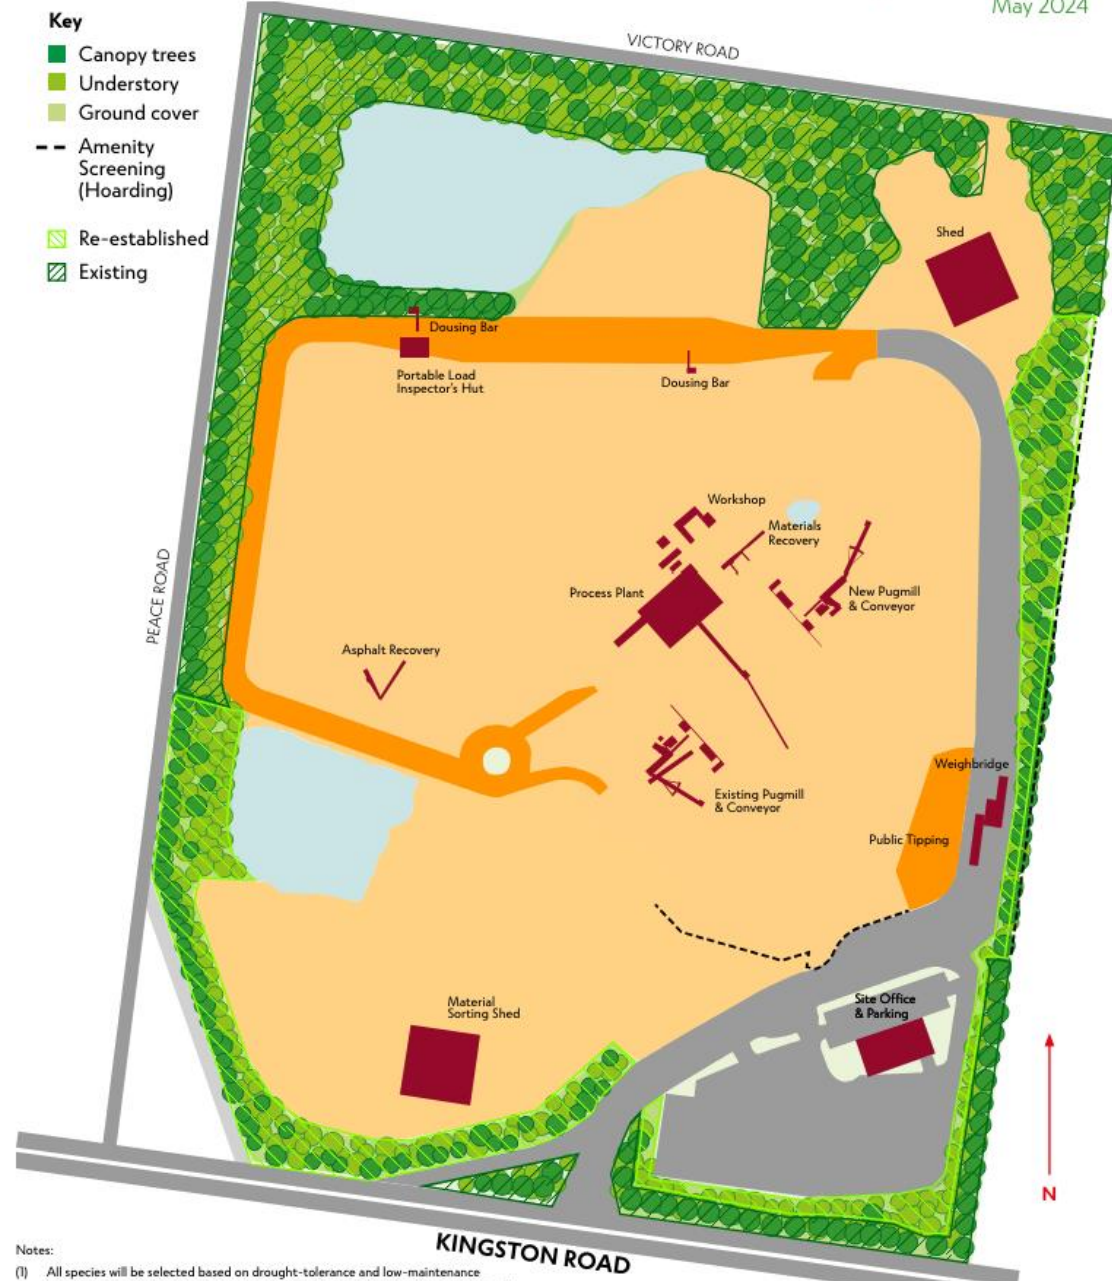 May 2024
Key
Canopy trees
Understory
Ground cover
Amenity
Screening
(Hoarding)
Re-established
Existing
VICTORY ROAD
Shed
Dousing Bar
Portable Load
Inspector's Hut
Dousing Bar
Workshop
Materials
Recovery
Process Plant
New Pugmill
& Conveyor
PEACE ROAD
Asphalt Recovery
Weighbridge
Existing Pugmill
& Conveyor
Public Tipping
Material
Sorting Shed
Site Office
& Parking
N
KINGSTON ROAD
Notes:
(1) All species will be selected based on drought-tolerance and low-maintenance